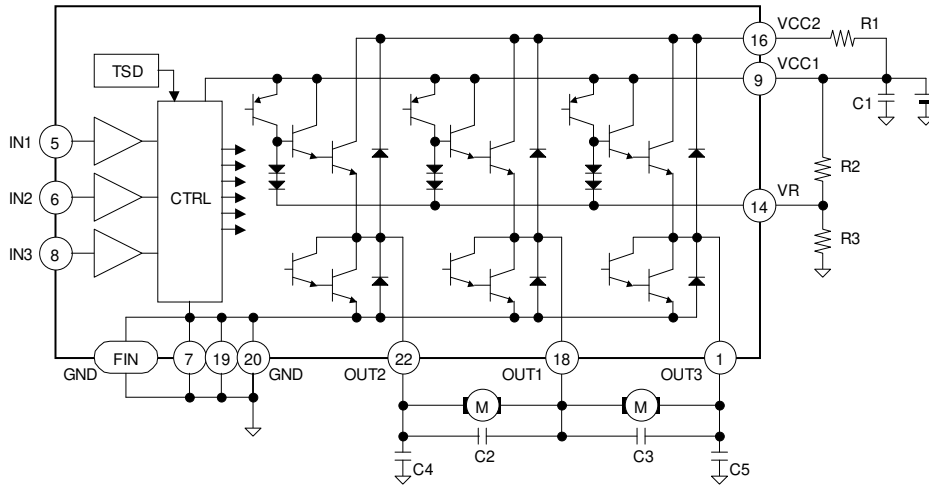 VCC2
R1
16
VCC1
9
C1
TSD
IN1
5
IN2
6
CTRL
IN3
8
R2
VR
14
R3
FIN
7
19
20
22
18
1
GND
GND
OUT2
OUT1
OUT3
M
M
C4
C2
C3
C5